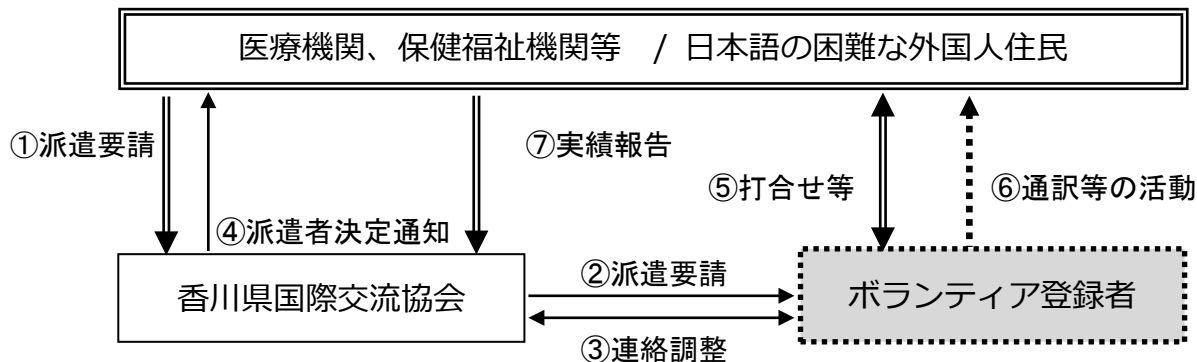 医療機関、保健福祉機関等 / 日本語の困難な外国人住民
①派遣要請
⑦実績報告
⑤打合せ等
⑥通訳等の活動
④派遣者決定通知
香川県国際交流協会
②派遣要請
ボランティア登録者
③連絡調整